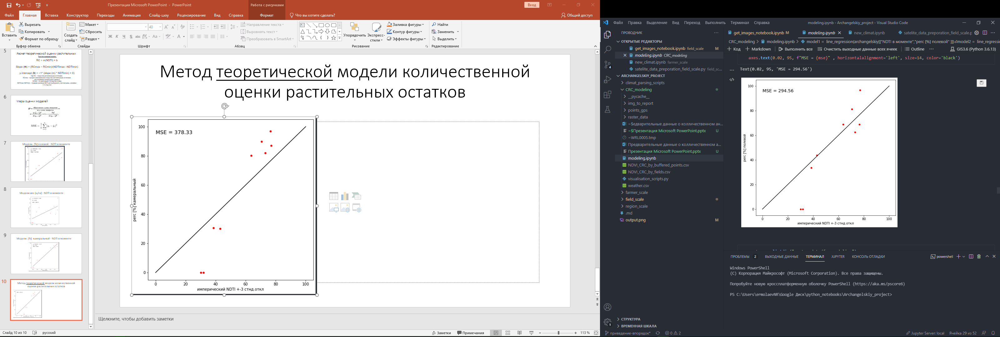 Презентация Microsoft PowerPoint - PowerPoint
Работа с рисунками
Вход
Файл
Главная
Вставка
Конструктор
Переходы
Анимация
Слайд-шоу
Рецензирование
Вид
Справка
Формат
Что вы хотите сделать?
Общий доступ
Вставить
Вырезать
Копировать
Формат по образцу
Буфер обмена
Создать слайд
Макет
Сбросить
Раздел
Слайды
40
Ж К Ч S abc AV Aa
Шрифт
Направление текста
Выровнять текст
Преобразовать в SmartArt
Абзац
Упорядочить
Экспресс-стили
Заливка фигуры
Контур фигуры
Эффекты фигуры
Рисование
Найти
Заменить
Выделить
Редактирование
5
Расчет теоретической оценки растительных
RC = m(NDTI) + b
Slope (m) = (RCmax − RCmin)/(NDTImax −NDTImin)
y-intercept (b) = −1* (slope (m) * NDTImin) + 0)
6
Меры оценки моделей
7
Модели. [%] полевой - NDTI в моменте
8
Модели.вес [ц/га] - NDTI в моменте
9
Модели. [%] камеральный - NDTI в моменте
10
Метод теоретической модели количественной
оценки растительных остатков
Метод теоретической модели количественной
оценки растительных остатков
MSE = 378.33
100
80
60
40
20
0
perc [%] камеральный
0 20 40 60 80 100
имперический NDTI +-3 стнд.откл
Щелкните, чтобы добавить заметки
Слайд 10 из 10
русский
Заметки
Примечания
113 %
Файл Правка Выделение Вид Переход Выполнить Терминал Справка
modeling.ipynb - Archangelskiy_project - Visual Studio Code
ПРОВОДНИК
ОТКРЫТЫЕ РЕДАКТОРЫ
get_images_notebook.ipynb field_scale M
modeling.ipynb CRC_modeling
new_climat.ipynb farmer_scale
satelite_data_preporation_field_scale.py field_sc...
ARCHANGELSKIY_PROJECT
climat_parsing_scripts
CRC_modeling
__pycache__
img_to_report
points_gps
raster_data
~$едварительные данные о колличественном ан...
~$Презентация Microsoft PowerPoint.pptx U
~WRL0005.tmp
Предварительные данные о колличественном а...
Презентация Microsoft PowerPoint.pptx U
modeling.ipynb
NDVI_CRC_by_buffered_points.csv
NDVI_CRC_by_fields.csv
visualisation_scripts.py
weather.csv
farmer_scale
field_scale
region_scale
.md
output.png M
СТРУКТУРА
ВРЕМЕННАЯ ШКАЛА
get_images_notebook.ipynb M
modeling.ipynb
new_climat.ipynb
satelite_data_preporation_field_scale.p
CRC_modeling > modeling.ipynb > model1 = line_regression(archangelskiy[["NDTI в моменте","perc [%] полевой" ]])
Код
Markdown
Выполнить все
Очистить выходные данные всех ячеек
Outline
GIS3.6 (Python 3.6.13)
axes.text(0.02, 95, f"MSE = {mse}" , horizontalalignment='left', size=14, color='black')
Text(0.02, 95, 'MSE = 294.56')
MSE = 294.56
100
80
60
40
20
0
perc [%] полевой
0 20 40 60 80 100
имперический NDTI +-3 стнд.откл
ПРОБЛЕМЫ 2
ВЫХОДНЫЕ ДАННЫЕ
ТЕРМИНАЛ
JUPYTER
КОНСОЛЬ ОТЛАДКИ
powershell
Windows PowerShell
(C) Корпорация Майкрософт (Microsoft Corporation). Все права защищены.
Попробуйте новую кроссплатформенную оболочку PowerShell (https://aka.ms/pscore6)
PS C:\Users\ermolaevNR\Google Диск\python_notebooks\Archangelskiy_project>
приведение-впорядок*
0 2
Jupyter Server: local
Ячейка 29 из 52